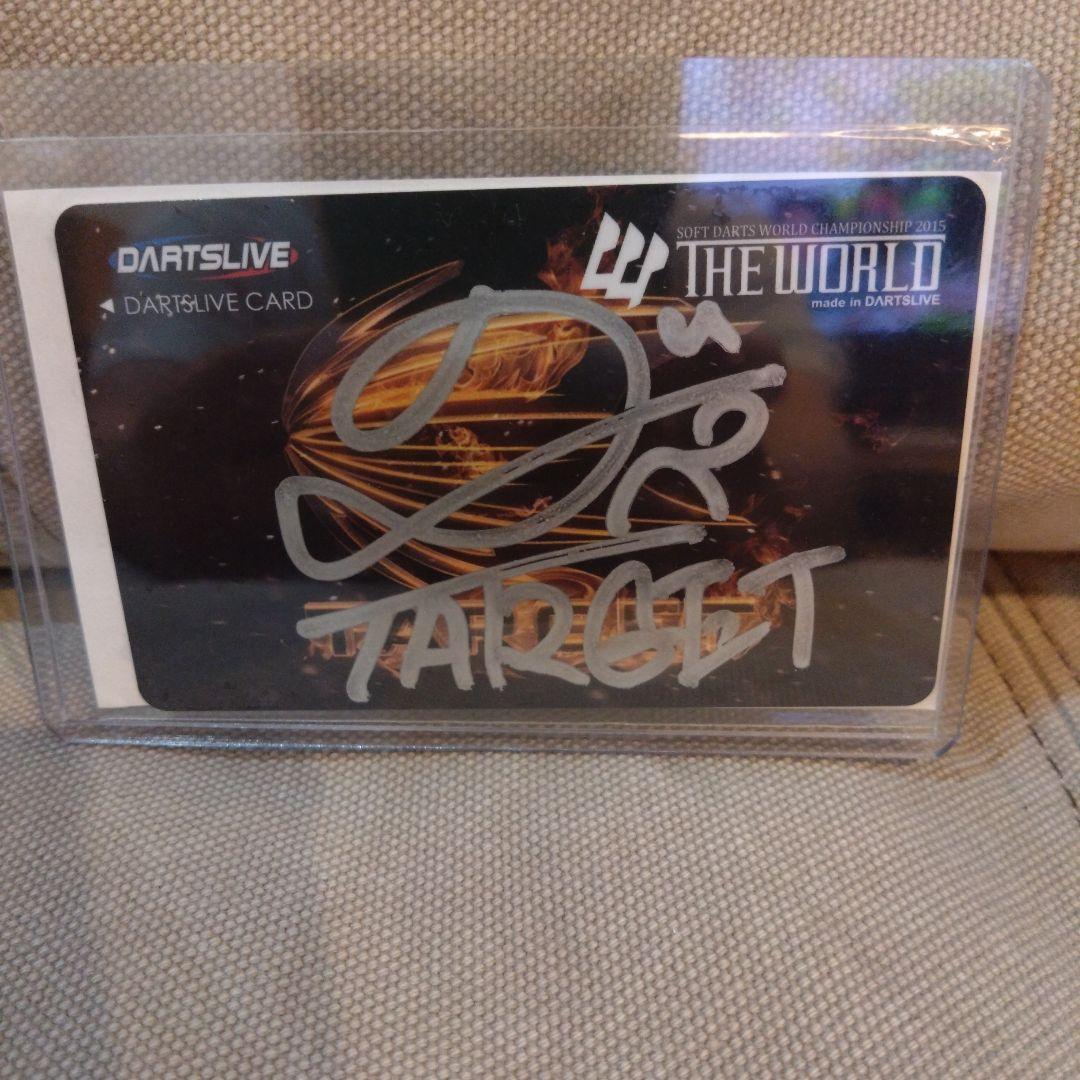 DARTSLIVE
◀ DARTSLIVE CARD
SOFT DARTS WORLD CHAMPIONSHIP 2015
THE WORLD
made in DARTSLIVE
TARGET